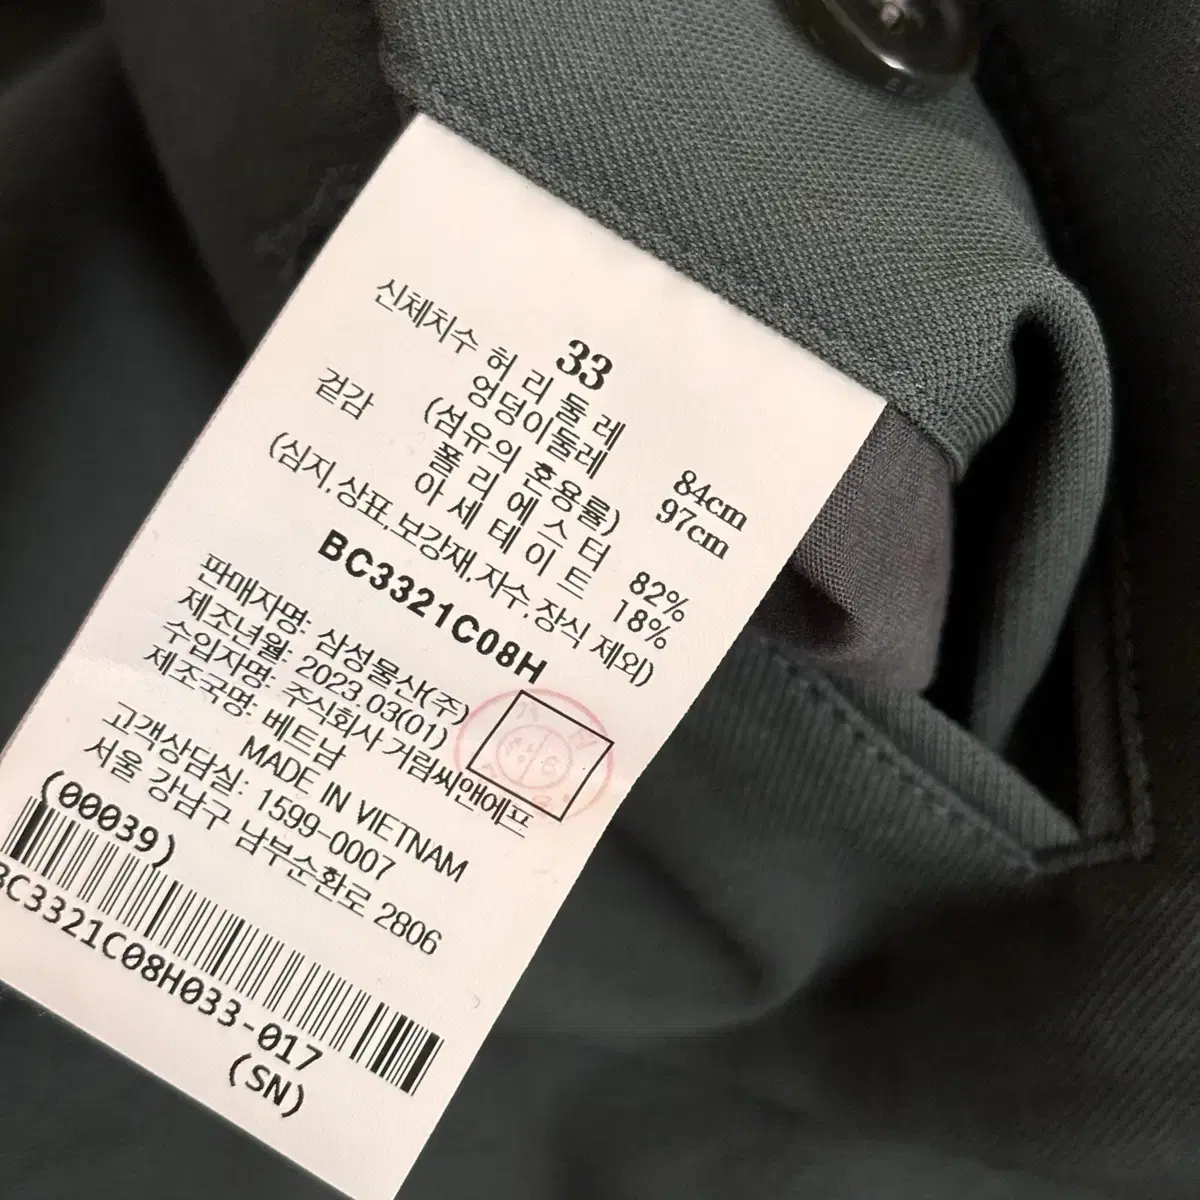 33
신체치수 허 리 둘 레 84cm
엉덩이둘레 97cm
겉감 (섬유의 혼용률)
폴 리 에 스 터 82%
아 세 테 이 트 18%
(심지,상표,보강재,자수,장식 제외)
BC3321C08H
판매자명: 삼성물산(주)
제조년월: 2023.03(01)
수입자명: 주식회사 거림씨앤에프
제조국명: 베트남
MADE IN VIETNAM
고객상담실: 1599-0007
서울 강남구 남부순환로 2806
(00039)
BC3321C08H033-017
(SN)